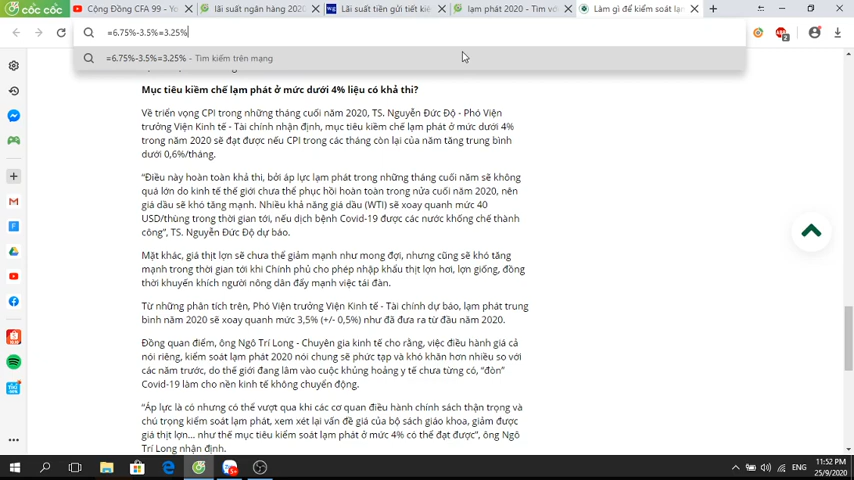 cốc cốc
Cộng Đồng CFA 99 - Yo
lãi suất ngân hàng 2020
Lãi suất tiền gửi tiết kiệ
lạm phát 2020 - Tìm vớ
Làm gì để kiểm soát lạm
=6.75%-3.5%=3.25%
=6.75%-3.5%=3.25% - Tìm kiếm trên mạng
Mục tiêu kiềm chế lạm phát ở mức dưới 4% liệu có khả thi?
Về triển vọng CPI trong những tháng cuối năm 2020, TS. Nguyễn Đức Độ - Phó Viện
trưởng Viện Kinh tế - Tài chính nhận định, mục tiêu kiềm chế lạm phát ở mức dưới 4%
trong năm 2020 sẽ đạt được nếu CPI trong các tháng còn lại của năm tăng trung bình
dưới 0,6%/tháng.
“Điều này hoàn toàn khả thi, bởi áp lực lạm phát trong những tháng cuối năm sẽ không
quá lớn do kinh tế thế giới chưa thể phục hồi hoàn toàn trong nửa cuối năm 2020, nên
giá dầu sẽ khó tăng mạnh. Nhiều khả năng giá dầu (WTI) sẽ xoay quanh mức 40
USD/thùng trong thời gian tới, nếu dịch bệnh Covid-19 được các nước khống chế thành
công”, TS. Nguyễn Đức Độ dự báo.
Mặt khác, giá thịt lợn sẽ chưa thể giảm mạnh như mong đợi, nhưng cũng sẽ khó tăng
mạnh trong thời gian tới khi Chính phủ cho phép nhập khẩu thịt lợn hơi, lợn giống, đồng
thời khuyến khích người nông dân đẩy mạnh việc tái đàn.
Từ những phân tích trên, Phó Viện trưởng Viện Kinh tế - Tài chính dự báo, lạm phát trung
bình năm 2020 sẽ xoay quanh mức 3,5% (+/- 0,5%) như đã đưa ra từ đầu năm 2020.
Đồng quan điểm, ông Ngô Trí Long - Chuyên gia kinh tế cho rằng, việc điều hành giá cả
nói riêng, kiểm soát lạm phát 2020 nói chung sẽ phức tạp và khó khăn hơn nhiều so với
các năm trước, do thế giới đang lâm vào cuộc khủng hoảng y tế chưa từng có, “đòn”
Covid-19 làm cho nền kinh tế không chuyển động.
“Áp lực là có nhưng có thể vượt qua khi các cơ quan điều hành chính sách thận trọng và
chú trọng kiểm soát lạm phát, xem xét lại vấn đề giá của bộ sách giáo khoa, giảm được
giá thịt lợn... như thế mục tiêu kiểm soát lạm phát ở mức 4% có thể đạt được”, ông Ngô
Trí Long nhận định.
ENG
11:52 PM
25/9/2020